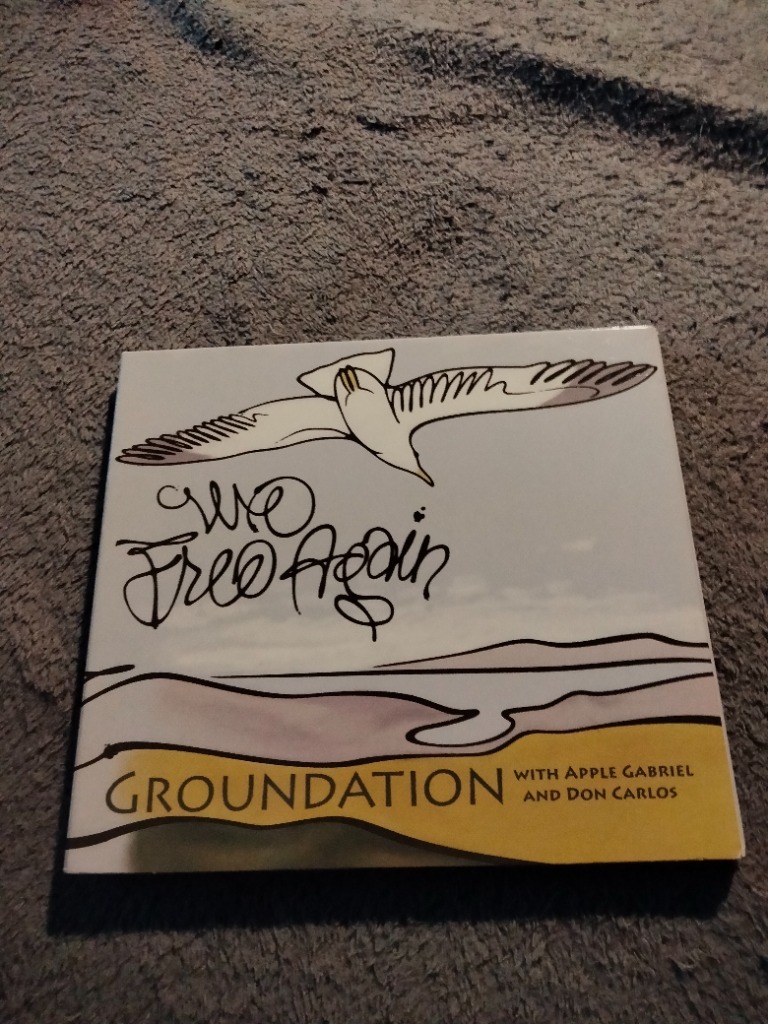 We
Free Again
GROUNDATION
WITH APPLE GABRIEL
AND DON CARLOS